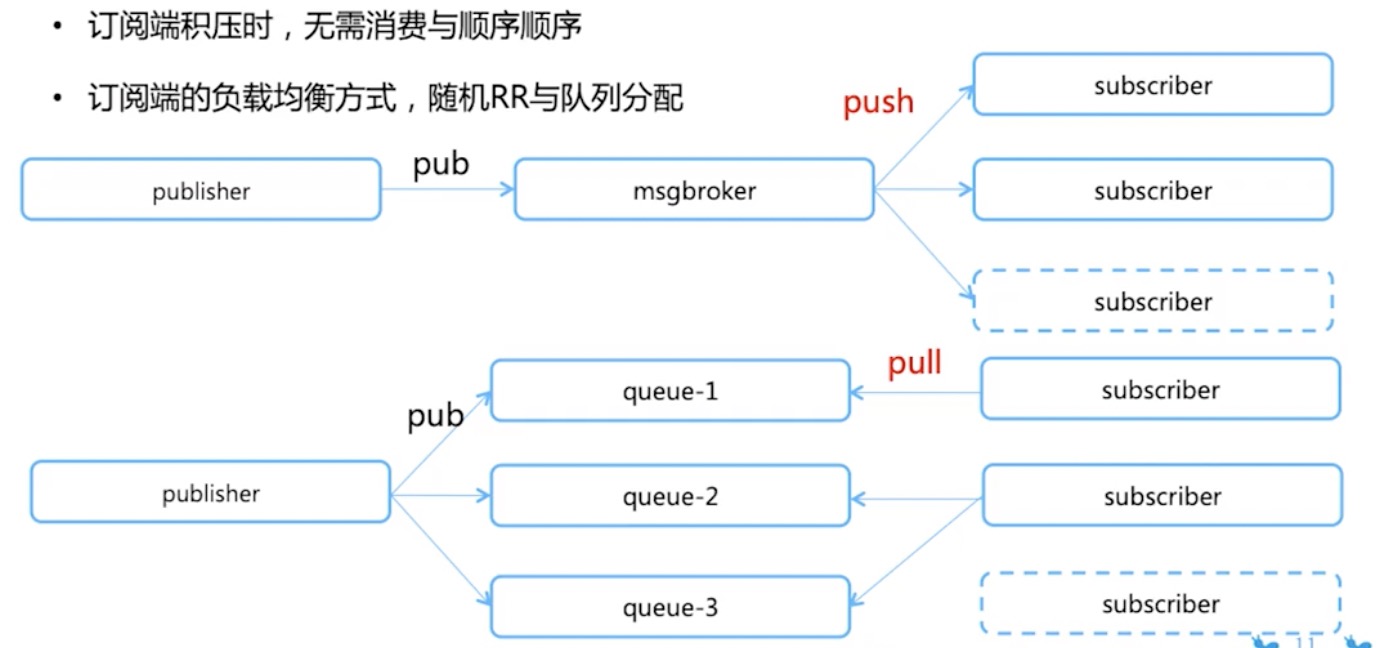 • 订阅端积压时，无需消费与顺序顺序
• 订阅端的负载均衡方式，随机RR与队列分配
push
subscriber
pub
publisher
msgbroker
subscriber
subscriber
pull
queue-1
subscriber
pub
publisher
queue-2
subscriber
queue-3
subscriber
11